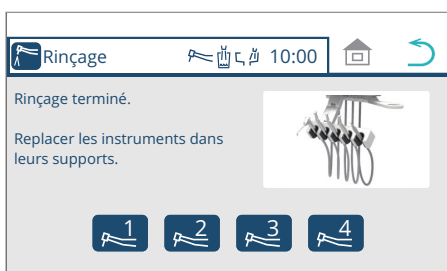 Rinçage 10:00
Rinçage terminé.
Replacer les instruments dans
leurs supports.
1 2 3 4